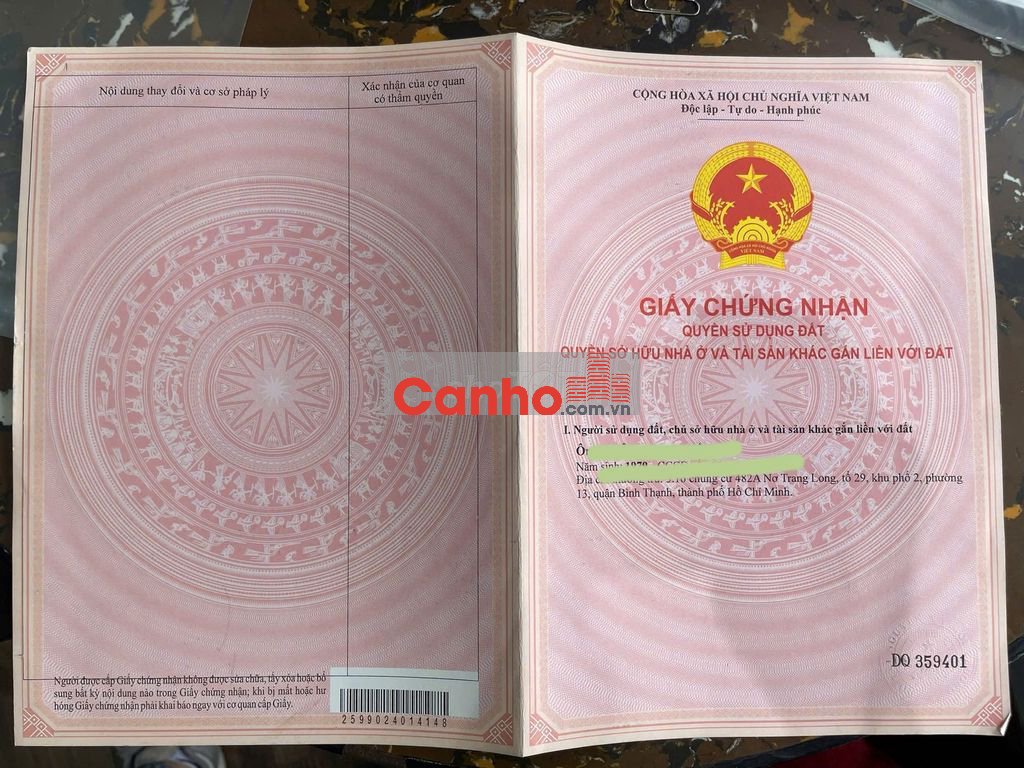 Nội dung thay đổi và cơ sở pháp lý
Xác nhận của cơ quan
có thẩm quyền
Người được cấp Giấy chứng nhận không được sửa chữa, tẩy xóa hoặc bổ
sung bất kỳ nội dung nào trong Giấy chứng nhận; khi bị mất hoặc hư
hỏng Giấy chứng nhận phải khai báo ngay với cơ quan cấp Giấy.
2599024014148
CỘNG HÒA XÃ HỘI CHỦ NGHĨA VIỆT NAM
Độc lập - Tự do - Hạnh phúc
VIỆT NAM
GIẤY CHỨNG NHẬN
QUYỀN SỬ DỤNG ĐẤT
QUYỀN SỞ HỮU NHÀ Ở VÀ TÀI SẢN KHÁC GẮN LIỀN VỚI ĐẤT
Canho.com.vn
I. Người sử dụng đất, chủ sở hữu nhà ở và tài sản khác gắn liền với đất
Năm sinh:
Địa chung cư 482A Nơ Trang Long, tổ 29, khu phố 2, phường
13, quận Bình Thạnh, thành phố Hồ Chí Minh.
DO 359401